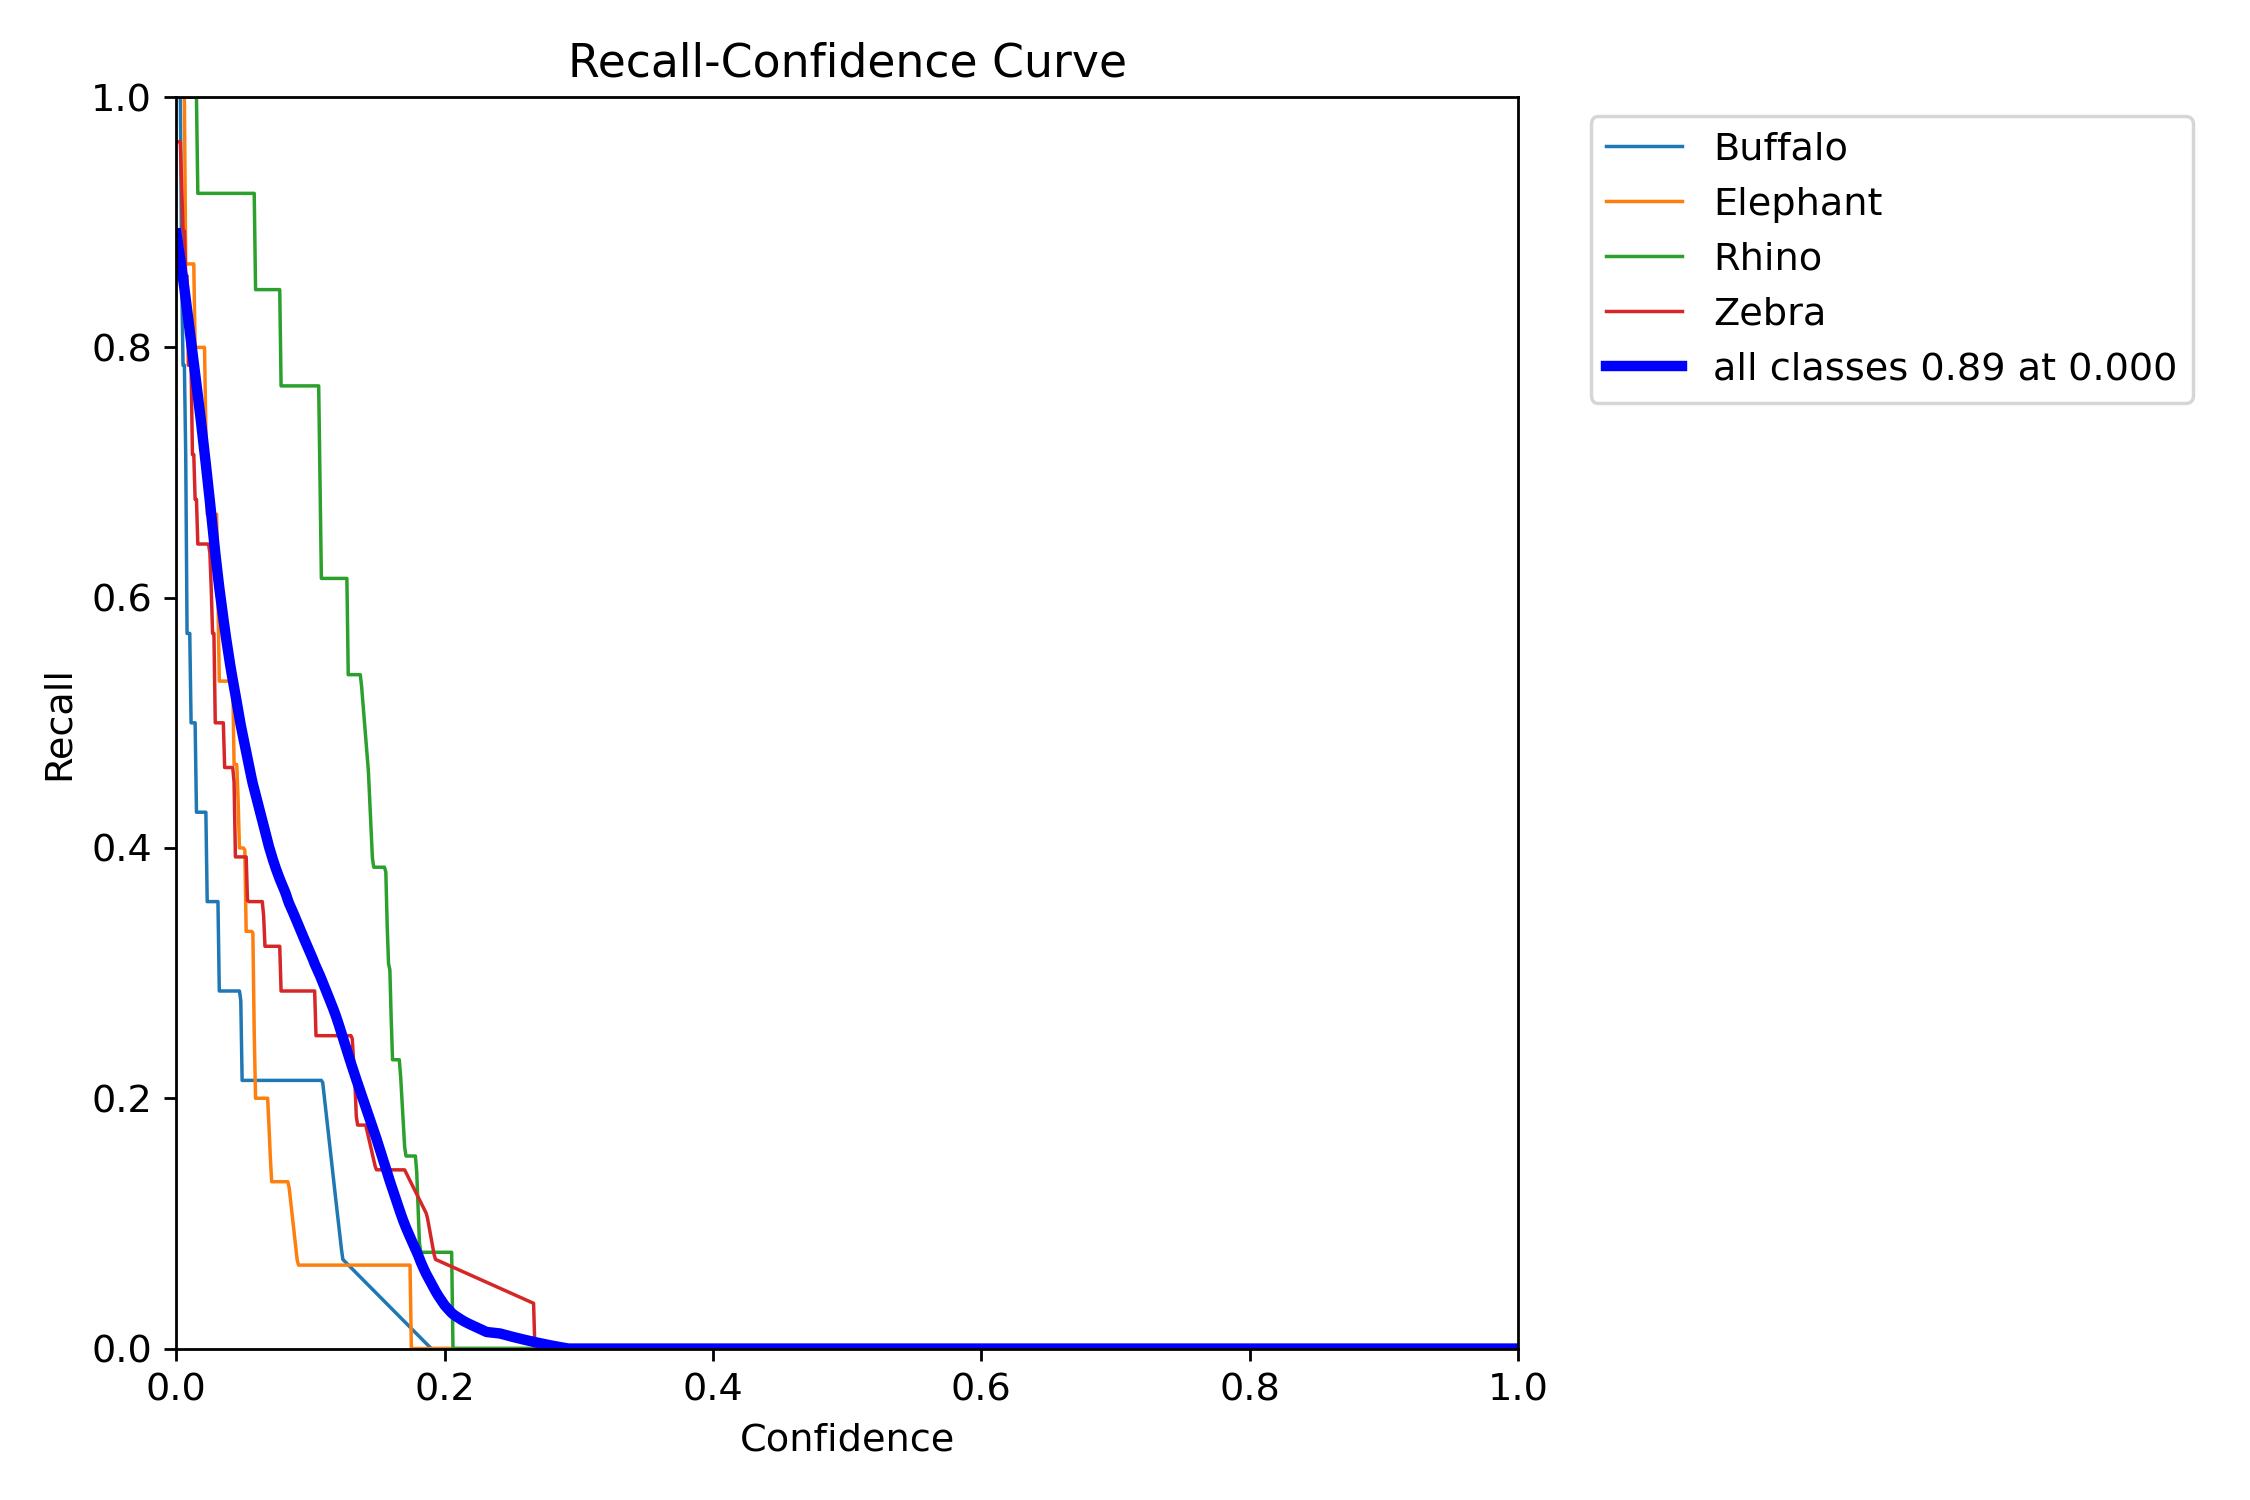 Recall-Confidence Curve
1.0
0.8
0.6
0.4
0.2
0.0
Recall
0.0 0.2 0.4 0.6 0.8 1.0
Confidence
Buffalo
Elephant
Rhino
Zebra
all classes 0.89 at 0.000